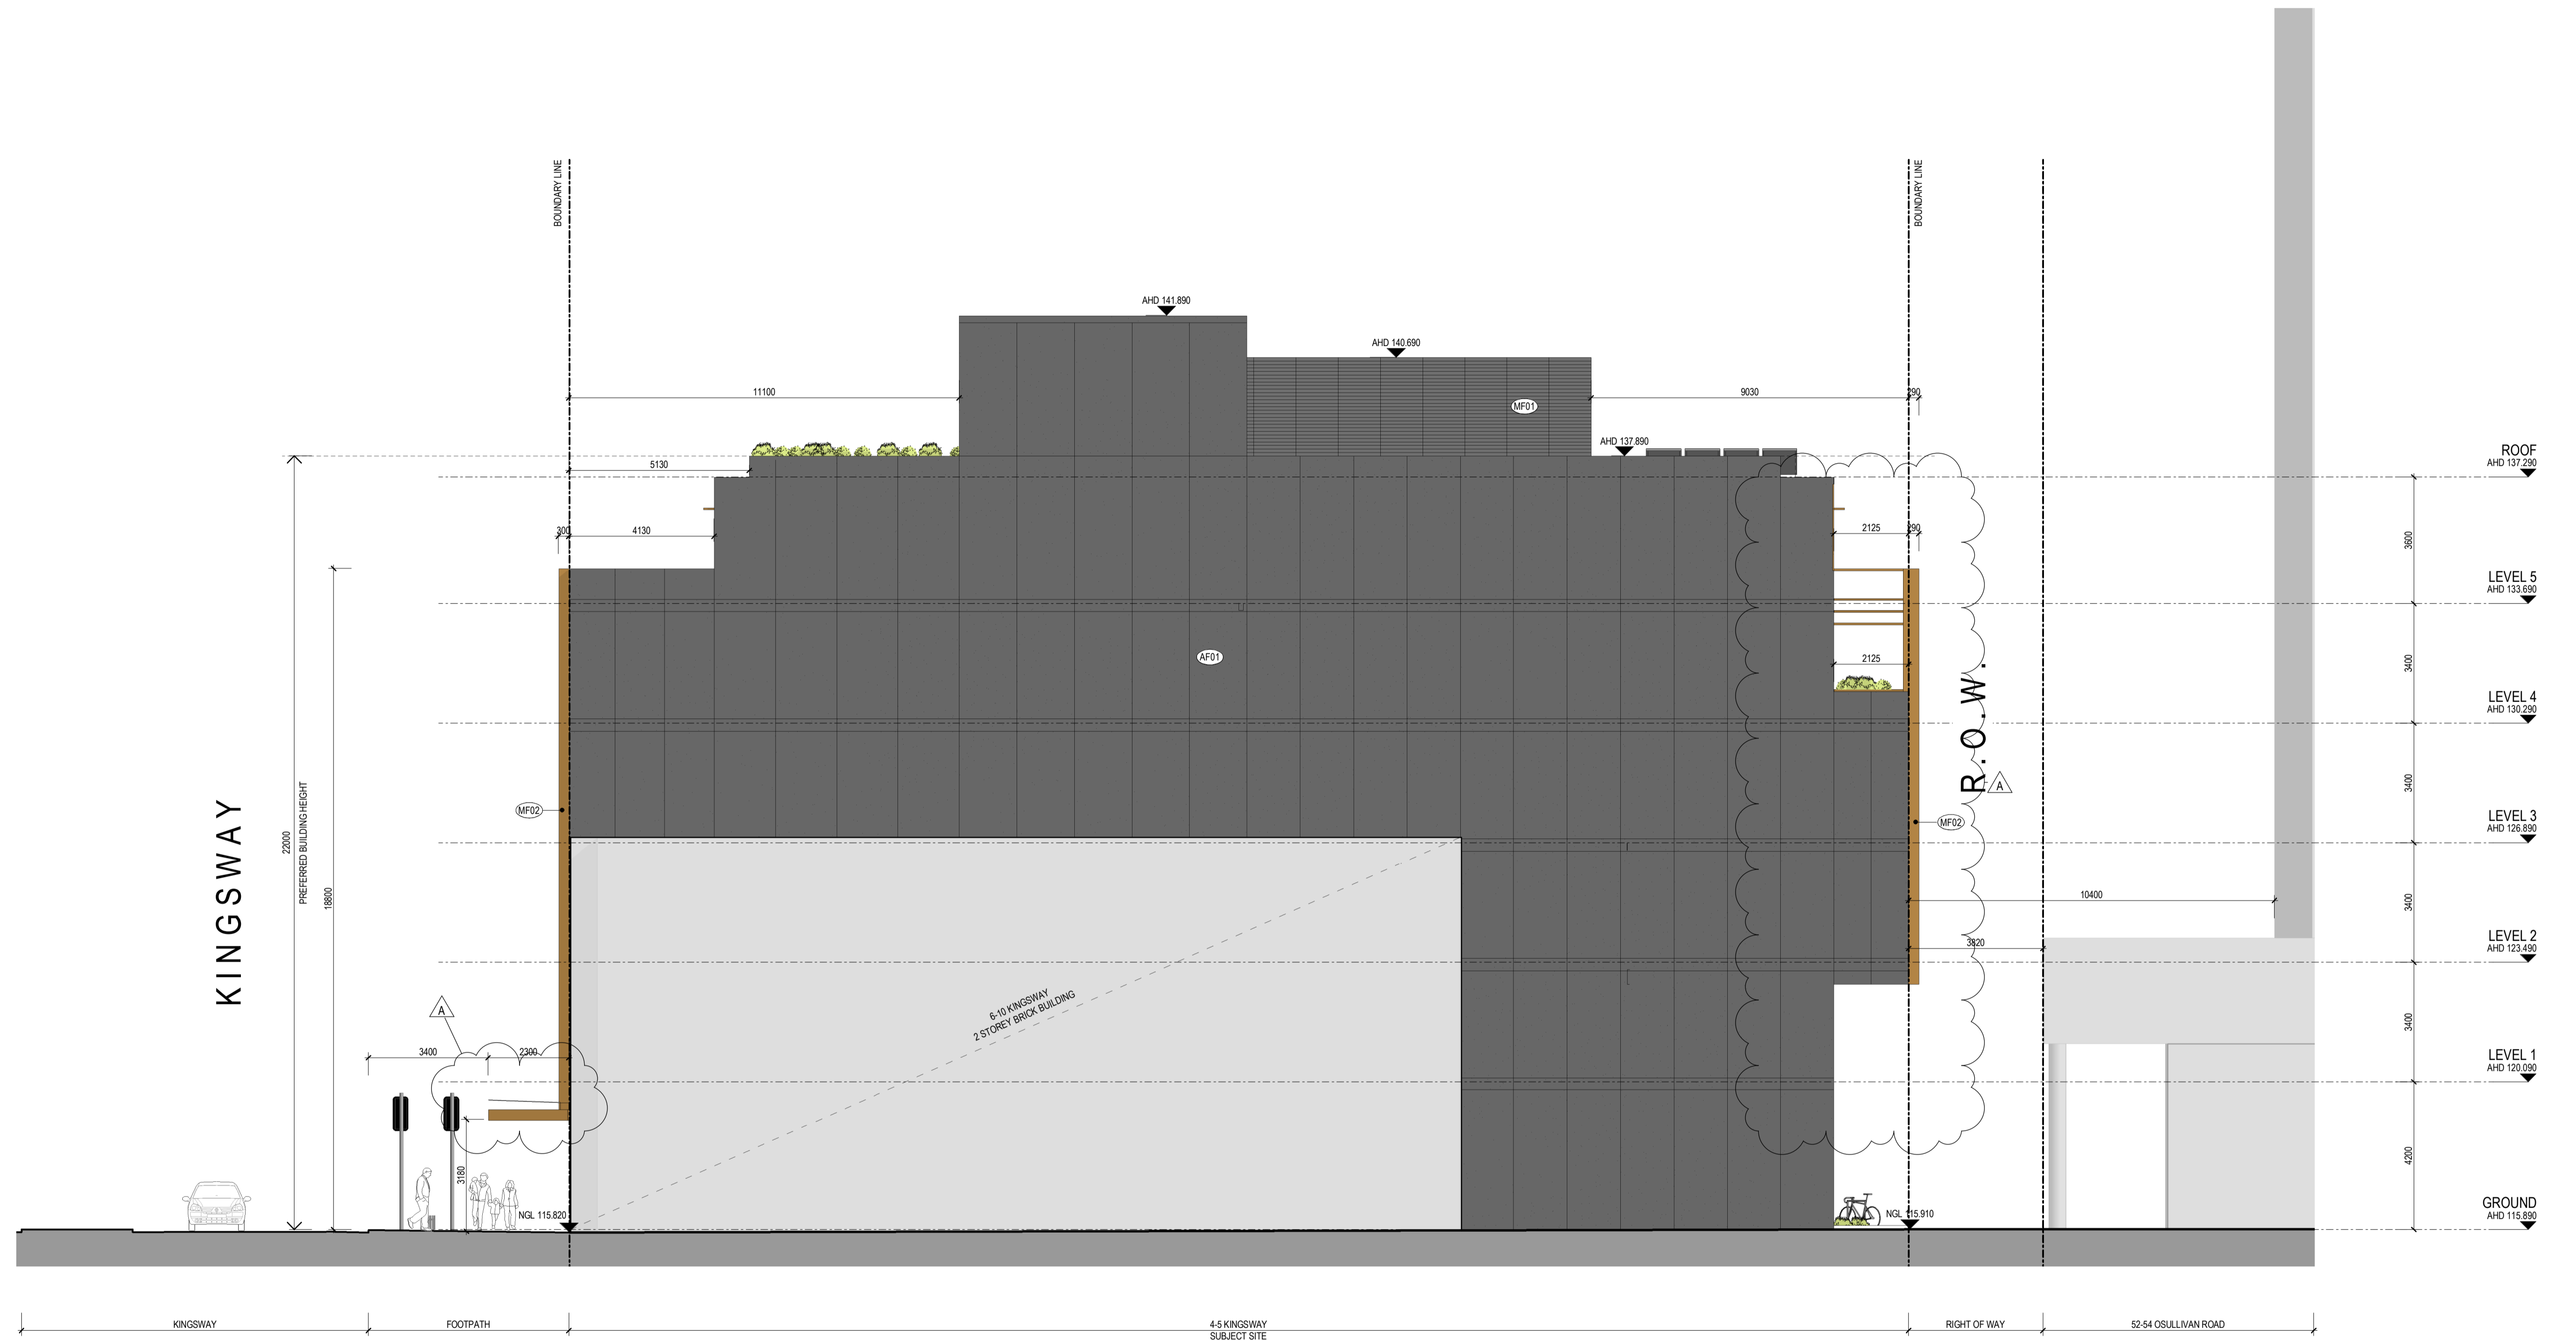 BOUNDARY LINE
BOUNDARY LINE
AHD 141.890
AHD 140.690
11100
9030
290
MF01
AHD 137.890
ROOF
AHD 137.290
5130
300
4130
2125
290
3600
LEVEL 5
AHD 133.690
AF01
2125
3400
LEVEL 4
AHD 130.290
R.O.W.
A
3400
KINGSWAY
22000
PREFERRED BUILDING HEIGHT
18800
MF02
MF02
LEVEL 3
AHD 126.890
10400
3400
3820
LEVEL 2
AHD 123.490
6-10 KINGSWAY
2 STOREY BRICK BUILDING
A
3400
3400
2300
LEVEL 1
AHD 120.090
3180
4200
NGL 115.820
NGL 115.910
GROUND
AHD 115.890
KINGSWAY
FOOTPATH
4-5 KINGSWAY
SUBJECT SITE
RIGHT OF WAY
52-54 OSULLIVAN ROAD